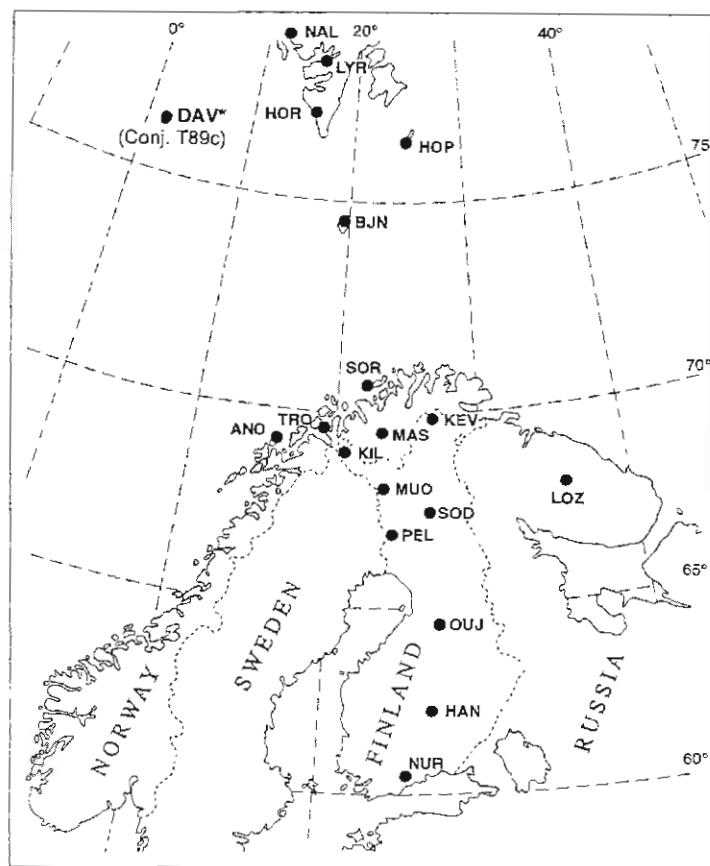 0° 20° 40°
NAL
LYR
DAV*
(Conj. T89c)
HOR
HOP
75°
BJN
70°
SOR
TRO
KEV
ANO
MAS
KIL
MUO
LOZ
SOD
PEL
65°
SWEDEN
OUJ
FINLAND
RUSSIA
NORWAY
HAN
NUR
60°